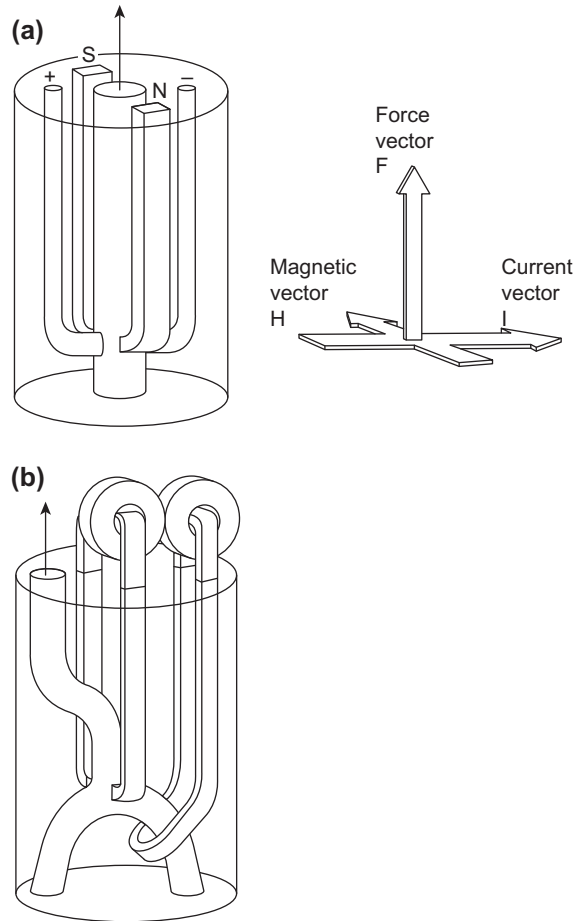 (a)
S
+
N
–
Force
vector
F
Magnetic
vector
H
Current
vector
I
(b)